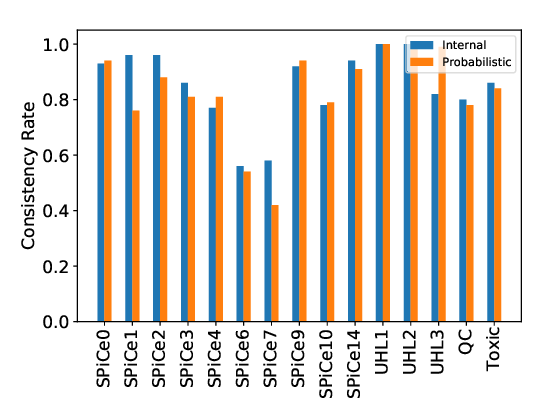 Consistency Rate
1.0
0.8
0.6
0.4
0.2
0.0
Internal
Probabilistic
SPiCe0
SPiCe1
SPiCe2
SPiCe3
SPiCe4
SPiCe6
SPiCe7
SPiCe9
SPiCe10
SPiCe14
UHL1
UHL2
UHL3
QC
Toxic